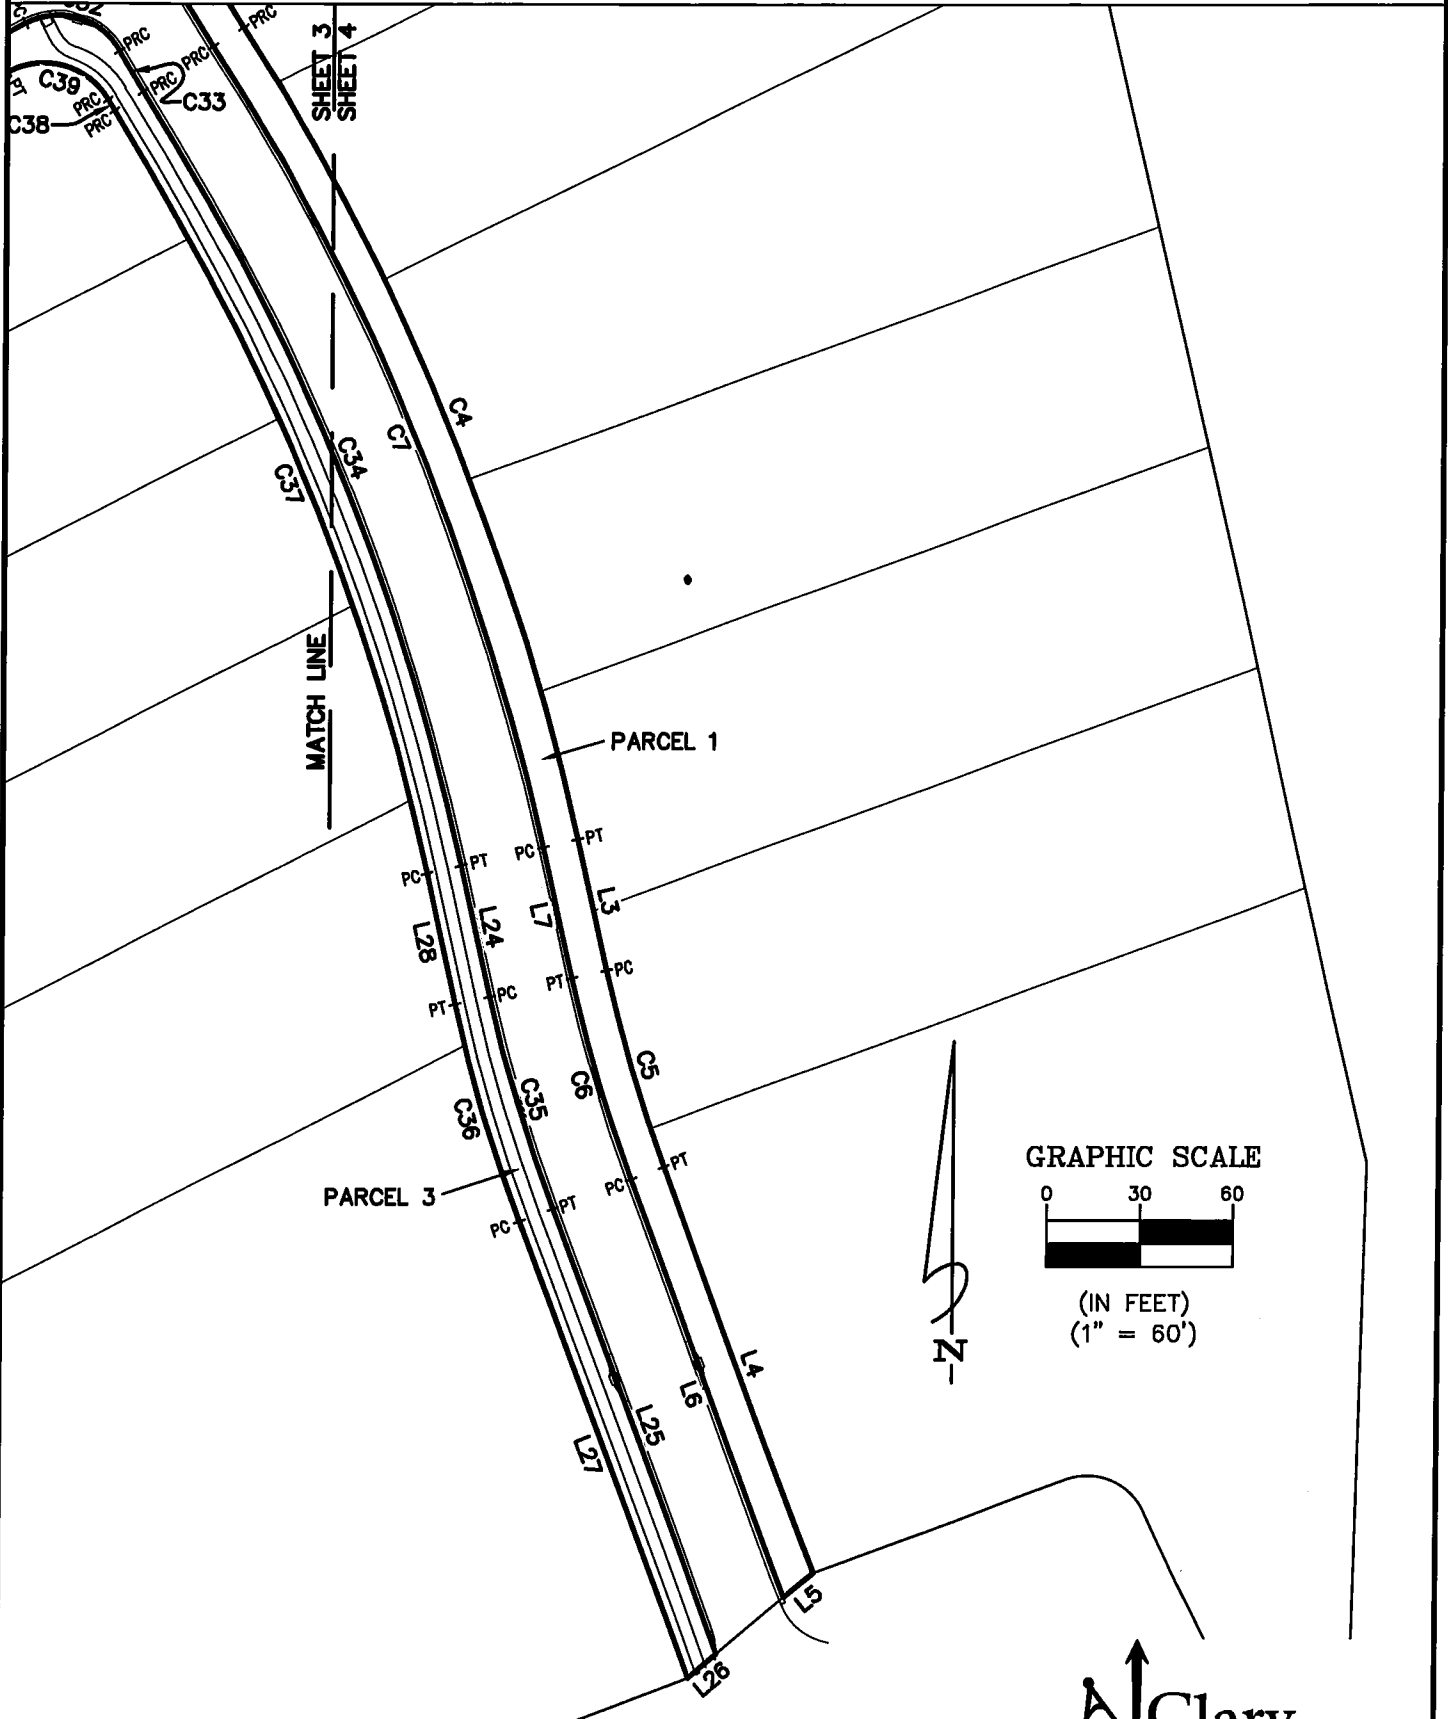 PRC
SHEET 3
SHEET 4
PRC
PRC
PRC
C33
PT
C39
PRC
PRC
C38
C4
C7
C34
C37
MATCH LINE
PARCEL 1
PC
PT
PC
PT
L3
L7
L24
L28
PT
PC
PT
PC
C5
C6
C35
C36
GRAPHIC SCALE
0 30 60
(IN FEET)
(1" = 60')
PARCEL 3
PC
PT
PC
PT
N
L4
L6
L25
L27
L5
L26
Clary